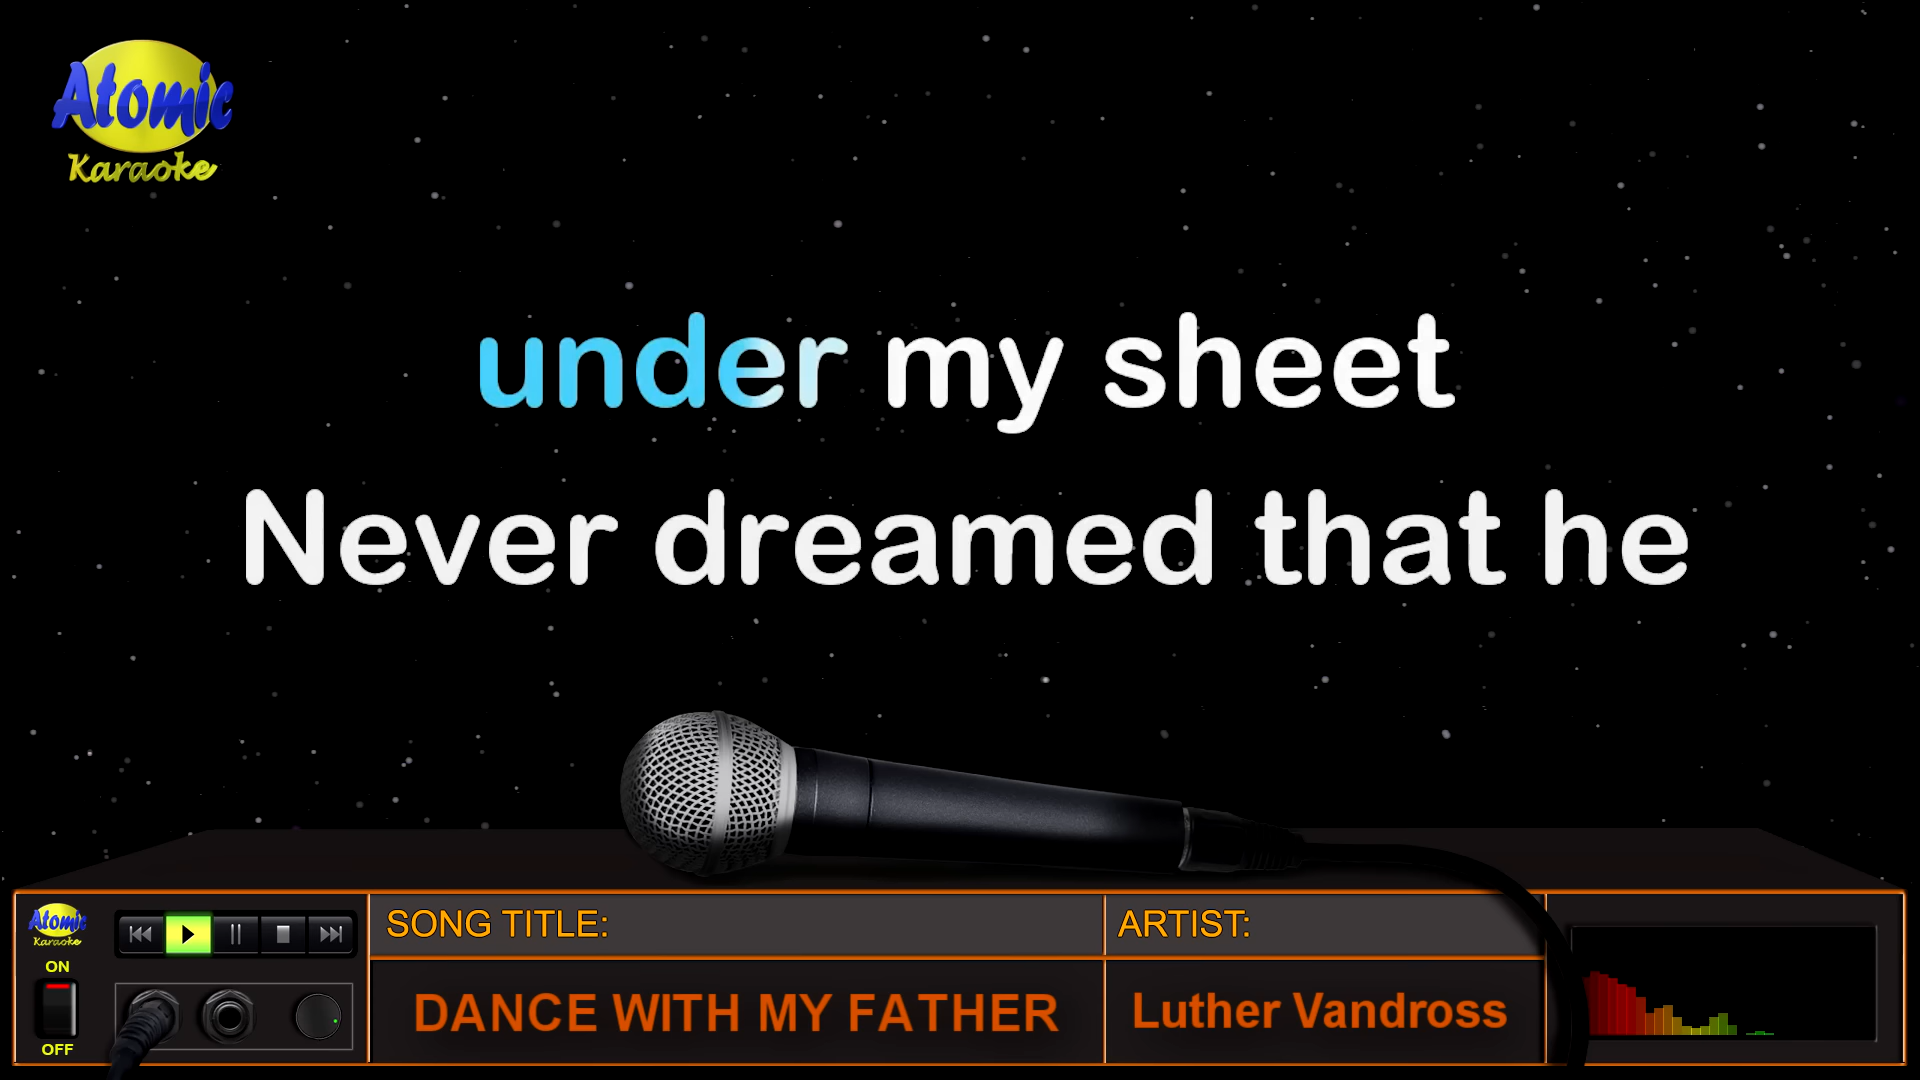 Atomic
Karaoke
under my sheet
Never dreamed that he
Atomic
Karaoke
ON
OFF
SONG TITLE:
DANCE WITH MY FATHER
ARTIST:
Luther Vandross